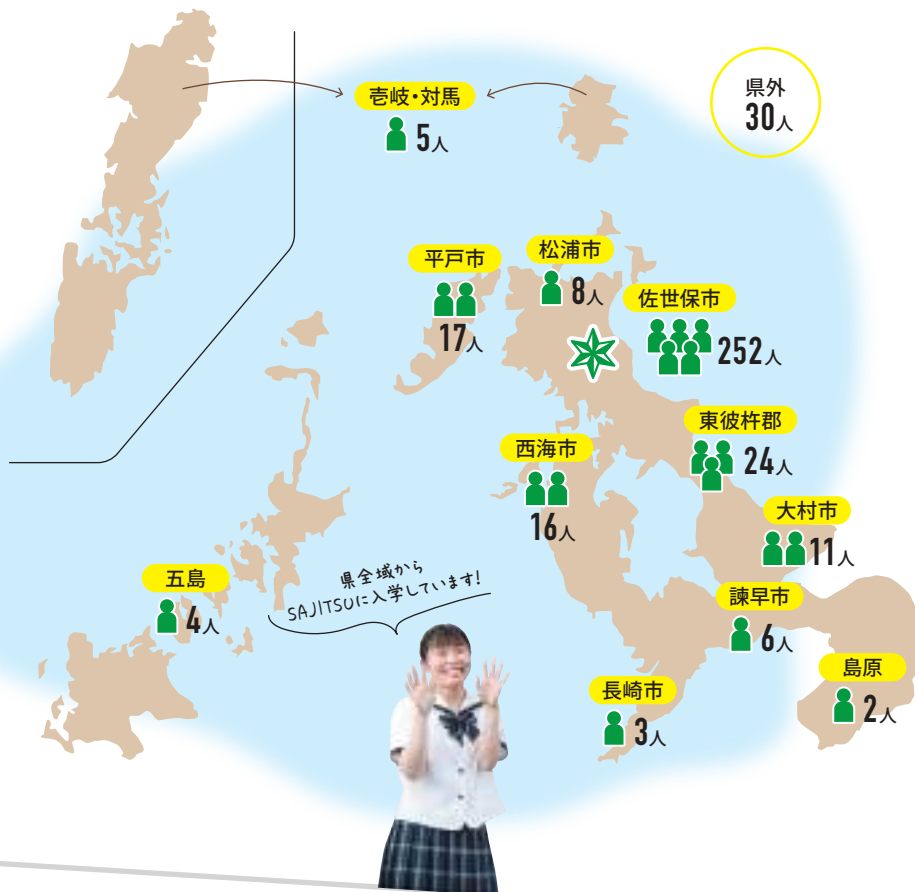 壱岐・対馬
5人
県外
30人
平戸市
17人
松浦市
8人
佐世保市
252人
東彼杵郡
24人
西海市
16人
大村市
11人
五島
4人
県全域から
SAJITSUに入学しています!
諫早市
6人
島原
2人
長崎市
3人